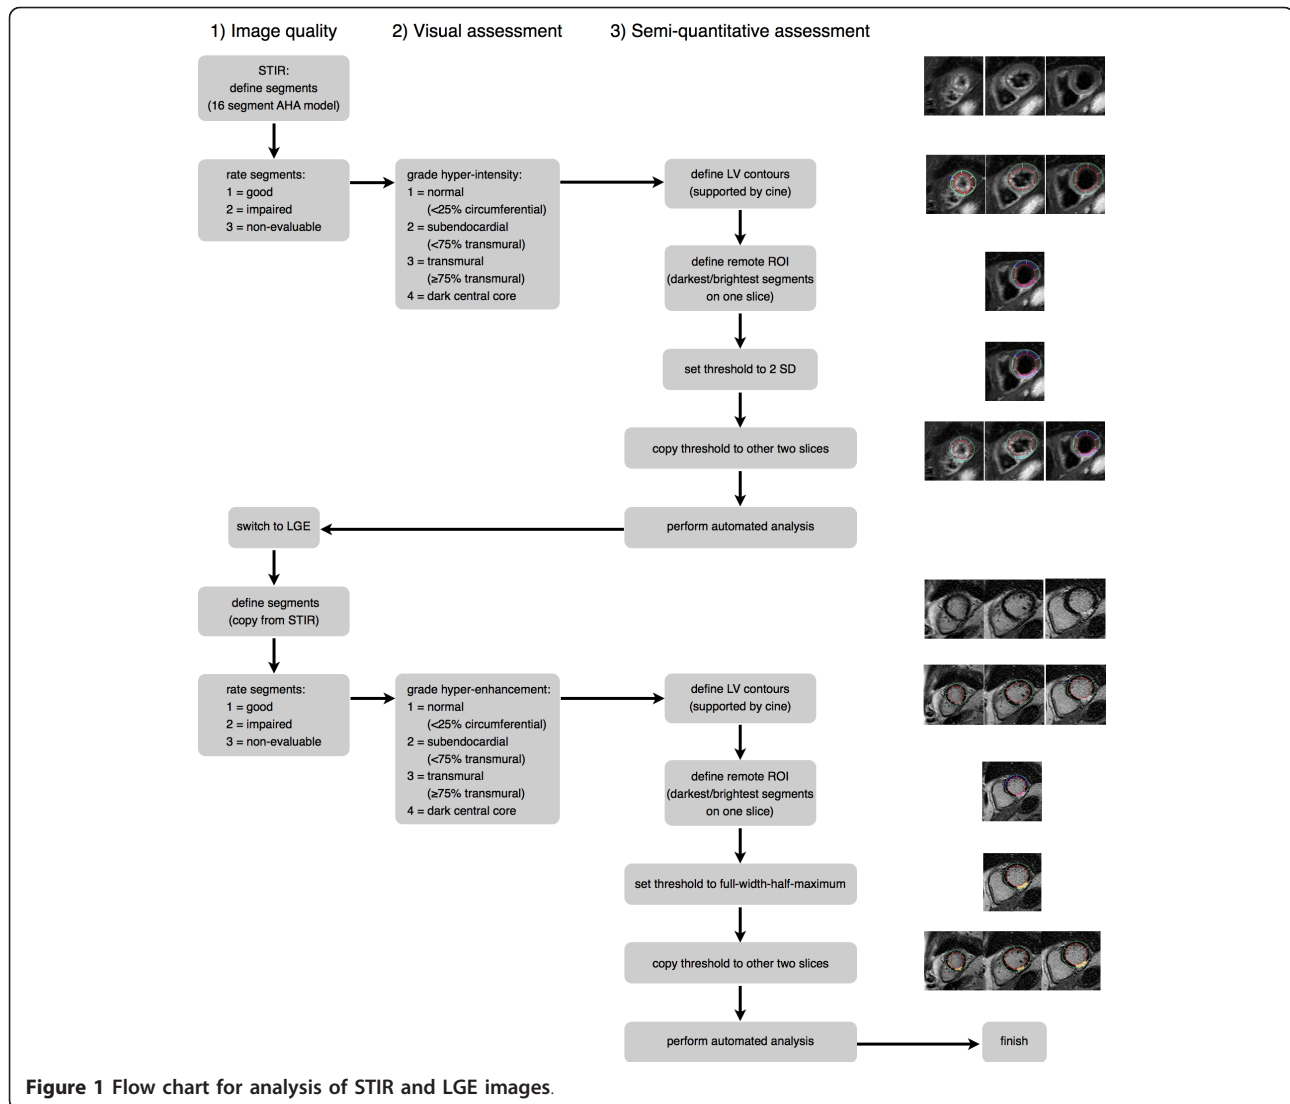 1) Image quality
2) Visual assessment
3) Semi-quantitative assessment
STIR:
define segments
(16 segment AHA model)
rate segments:
1 = good
2 = impaired
3 = non-evaluable
grade hyper-intensity:
1 = normal
(<25% circumferential)
2 = subendocardial
(<75% transmural)
3 = transmural
(≥75% transmural)
4 = dark central core
define LV contours
(supported by cine)
define remote ROI
(darkest/brightest segments
on one slice)
set threshold to 2 SD
copy threshold to other two slices
perform automated analysis
switch to LGE
define segments
(copy from STIR)
rate segments:
1 = good
2 = impaired
3 = non-evaluable
grade hyper-enhancement:
1 = normal
(<25% circumferential)
2 = subendocardial
(<75% transmural)
3 = transmural
(≥75% transmural)
4 = dark central core
define LV contours
(supported by cine)
define remote ROI
(darkest/brightest segments
on one slice)
set threshold to full-width-half-maximum
copy threshold to other two slices
perform automated analysis
finish
Figure 1 Flow chart for analysis of STIR and LGE images.